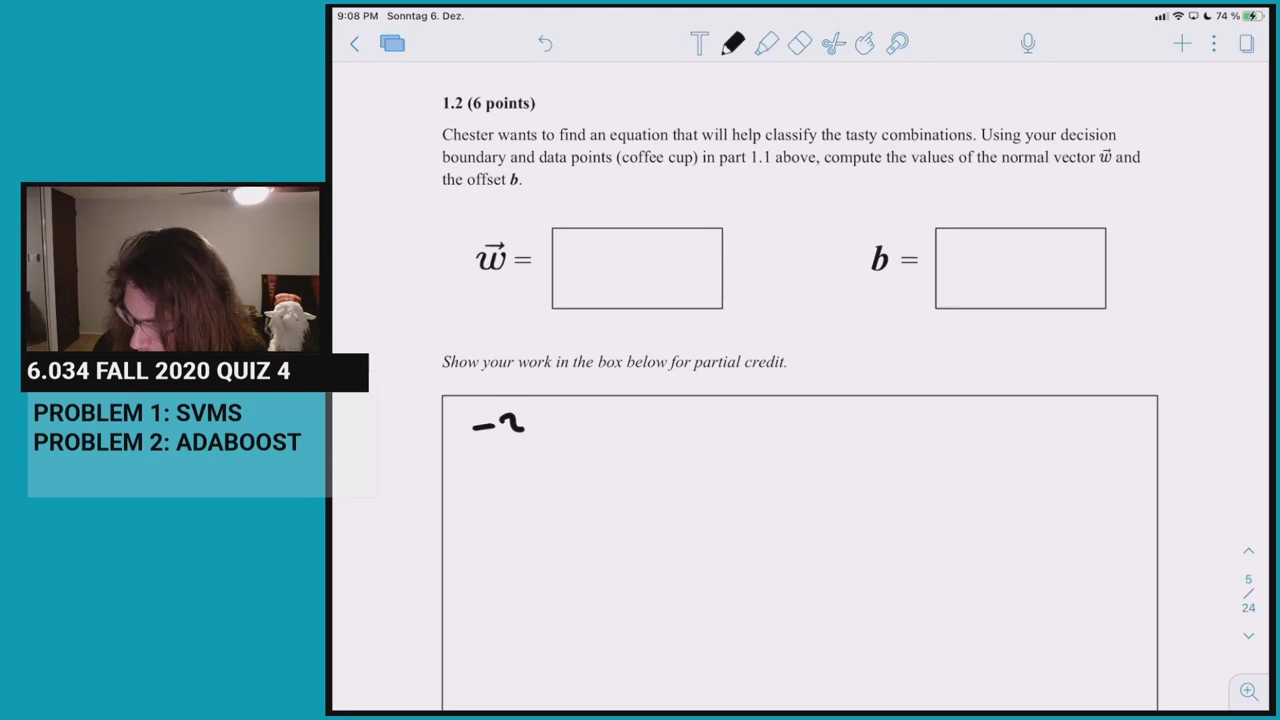 9:08 PM Sonntag 6. Dez.
74 %
1.2 (6 points)
Chester wants to find an equation that will help classify the tasty combinations. Using your decision
boundary and data points (coffee cup) in part 1.1 above, compute the values of the normal vector w⃗ and
the offset b.
w⃗ =
b =
Show your work in the box below for partial credit.
-2
6.034 FALL 2020 QUIZ 4
PROBLEM 1: SVMS
PROBLEM 2: ADABOOST
5
/
24